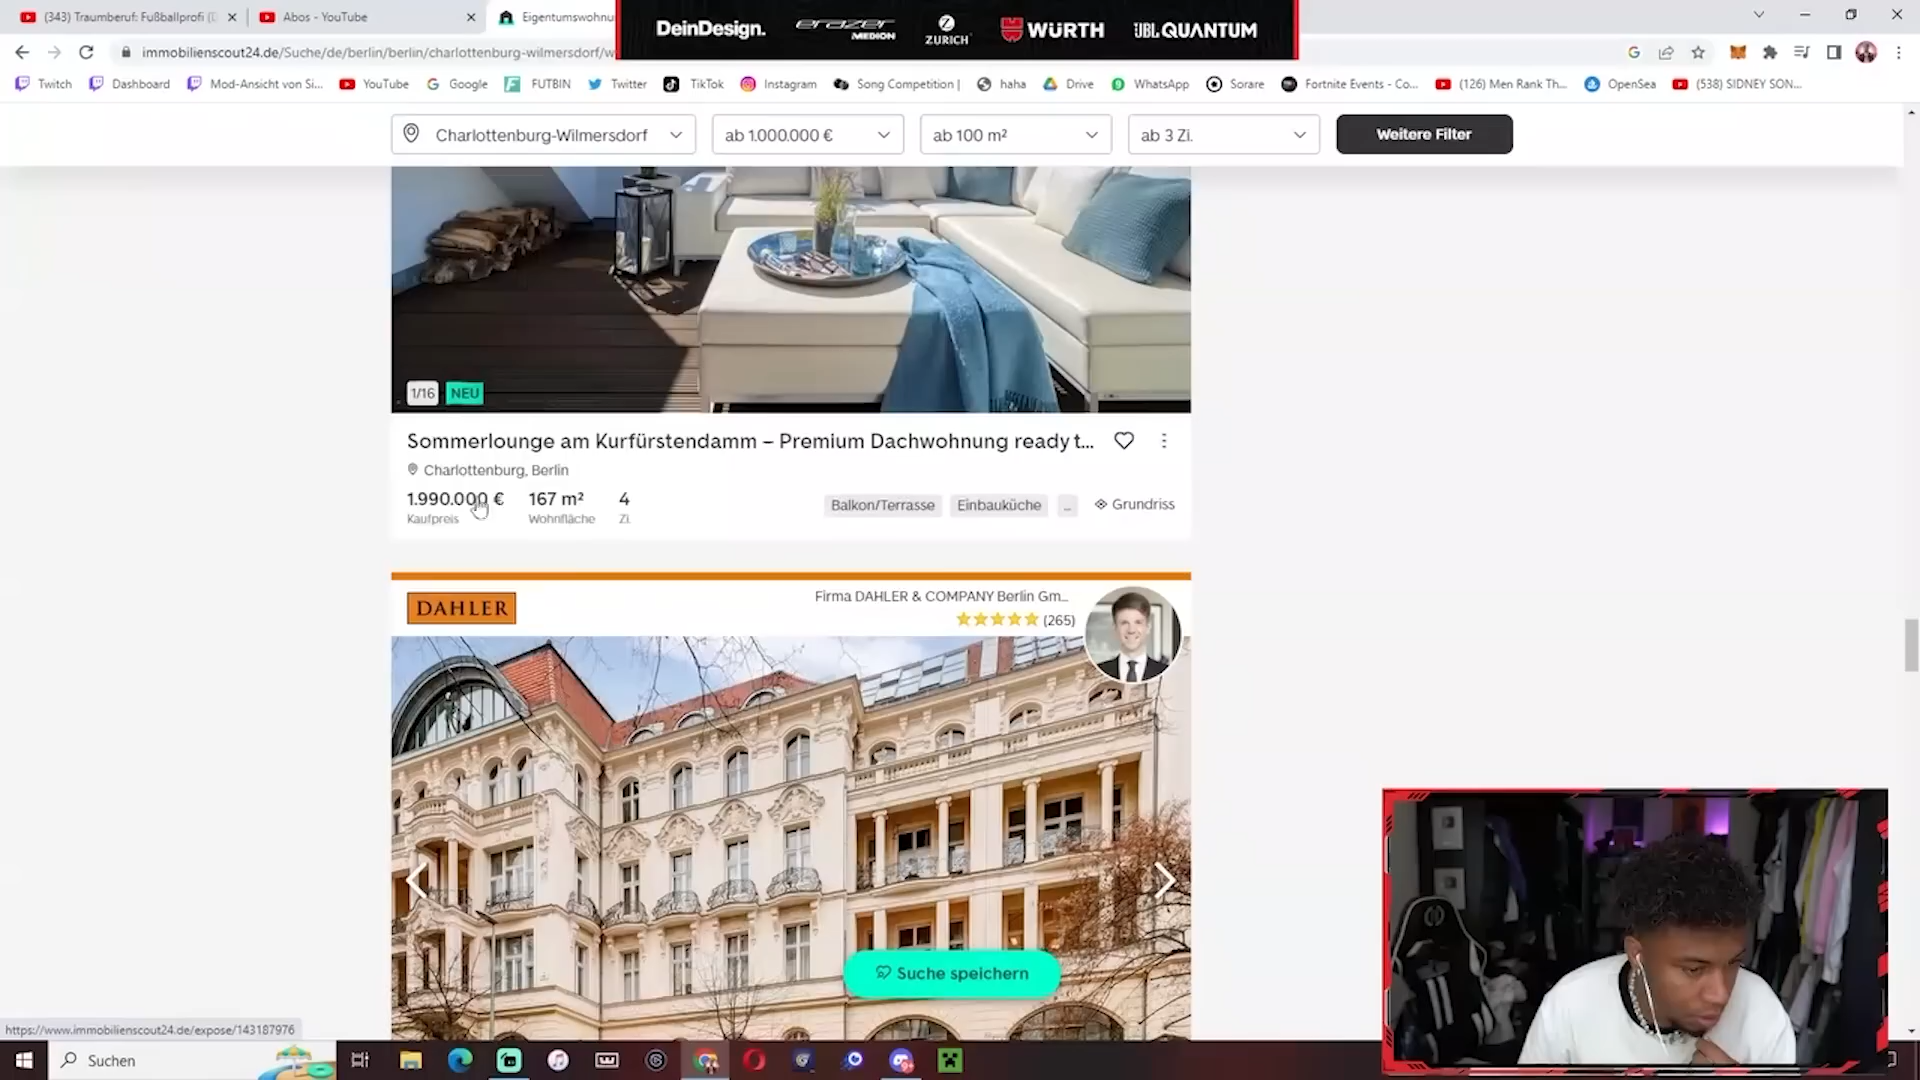 (343) Traumberuf: Fußballprofi (D
Abos - YouTube
Eigentumswohnu
DeinDesign.
erazer
MEDION
ZURICH
WÜRTH
JBL QUANTUM
immobilienscout24.de/Suche/de/berlin/berlin/charlottenburg-wilmersdorf/w
Twitch
Dashboard
Mod-Ansicht von Si...
YouTube
Google
FUTBIN
Twitter
TikTok
Instagram
Song Competition |
haha
Drive
WhatsApp
Sorare
Fortnite Events - Co...
(126) Men Rank Th...
OpenSea
(538) SIDNEY SON...
Charlottenburg-Wilmersdorf
ab 1.000.000 €
ab 100 m²
ab 3 Zi.
Weitere Filter
1/16
NEU
Sommerlounge am Kurfürstendamm – Premium Dachwohnung ready t...
Charlottenburg, Berlin
1.990.000 €
167 m²
4
Kaufpreis
Wohnfläche
Zi.
Balkon/Terrasse
Einbauküche
...
Grundriss
DAHLER
Firma DAHLER & COMPANY Berlin Gm...
(265)
Suche speichern
https://www.immobilienscout24.de/expose/143187976
Suchen